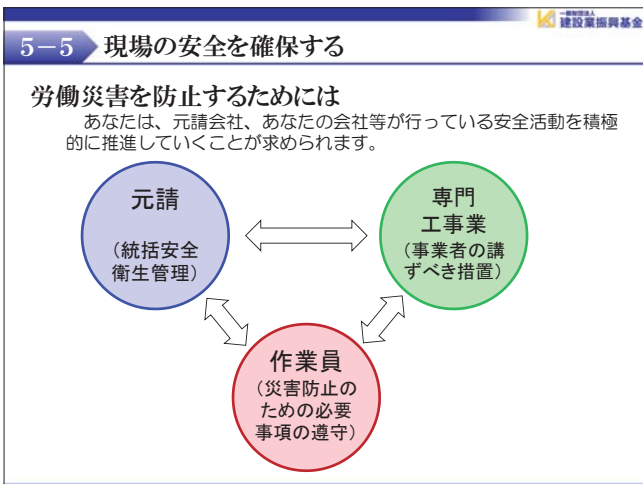 一般財団法人
建設業振興基金
5－5 現場の安全を確保する
労働災害を防止するためには
あなたは、元請会社、あなたの会社等が行っている安全活動を積極
的に推進していくことが求められます。
元請
（統括安全
衛生管理）
専門
工事業
（事業者の講
ずべき措置）
作業員
（災害防止の
ための必要
事項の遵守）